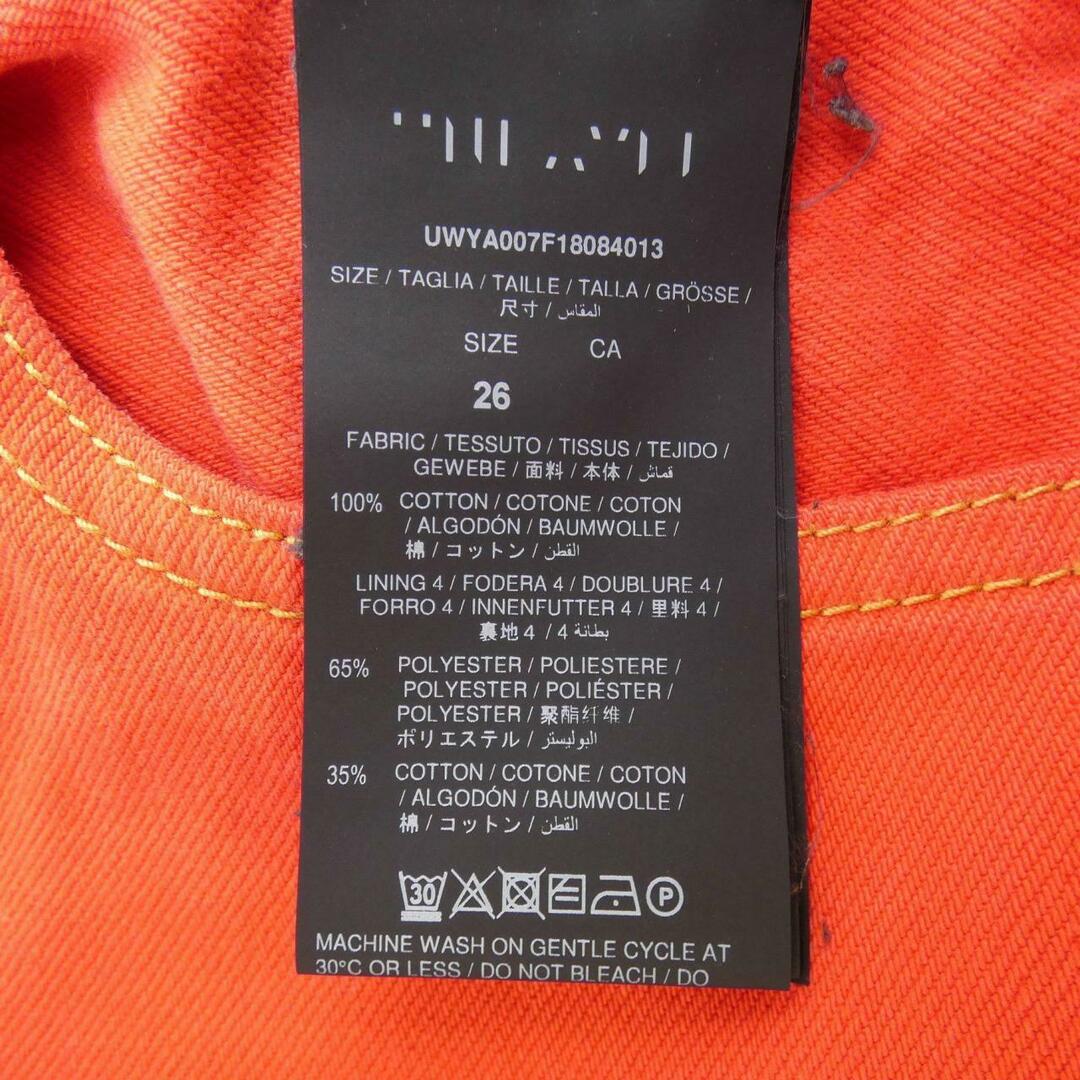 UWYA007F18084013
SIZE / TAGLIA / TAILLE / TALLA / GRÖSSE /
尺寸 / المقاس
SIZE CA
26
FABRIC / TESSUTO / TISSUS / TEJIDO /
GEWEBE / 面料 / 本体 / قماش
100% COTTON / COTONE / COTON
/ ALGODÓN / BAUMWOLLE /
棉 / コットン / القطن
LINING 4 / FODERA 4 / DOUBLURE 4 /
FORRO 4 / INNENFUTTER 4 / 里料 4 /
裏地 4 / 4 بطانة
65% POLYESTER / POLIESTERE /
POLYESTER / POLIÉSTER /
POLYESTER / 聚酯纤维 /
ポリエステル / البوليستر
35% COTTON / COTONE / COTON
/ ALGODÓN / BAUMWOLLE /
棉 / コットン / القطن
30 P
MACHINE WASH ON GENTLE CYCLE AT
30°C OR LESS / DO NOT BLEACH / DO